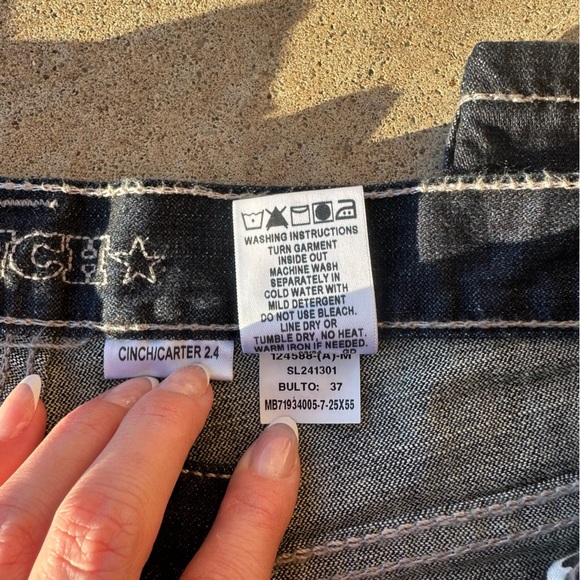 CH
WASHING INSTRUCTIONS
TURN GARMENT
INSIDE OUT
MACHINE WASH
SEPARATELY IN
COLD WATER WITH
MILD DETERGENT
DO NOT USE BLEACH.
LINE DRY OR
TUMBLE DRY, NO HEAT.
WARM IRON IF NEEDED.
CINCH/CARTER 2.4
124588-(A)-M
SL241301
BULTO: 37
MB71934005-7-25X55